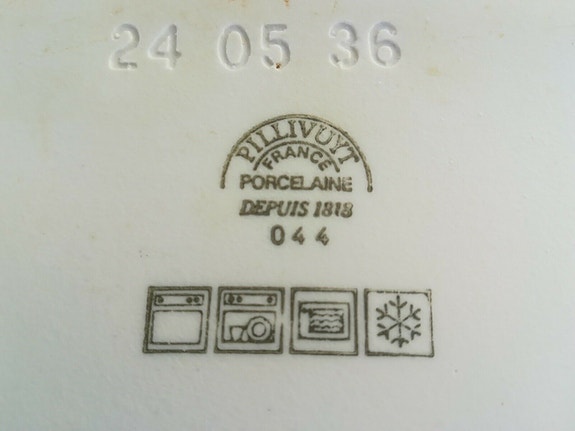 24 05 36
PILLIVUYT
FRANCE
PORCELAINE
DEPUIS 1818
044